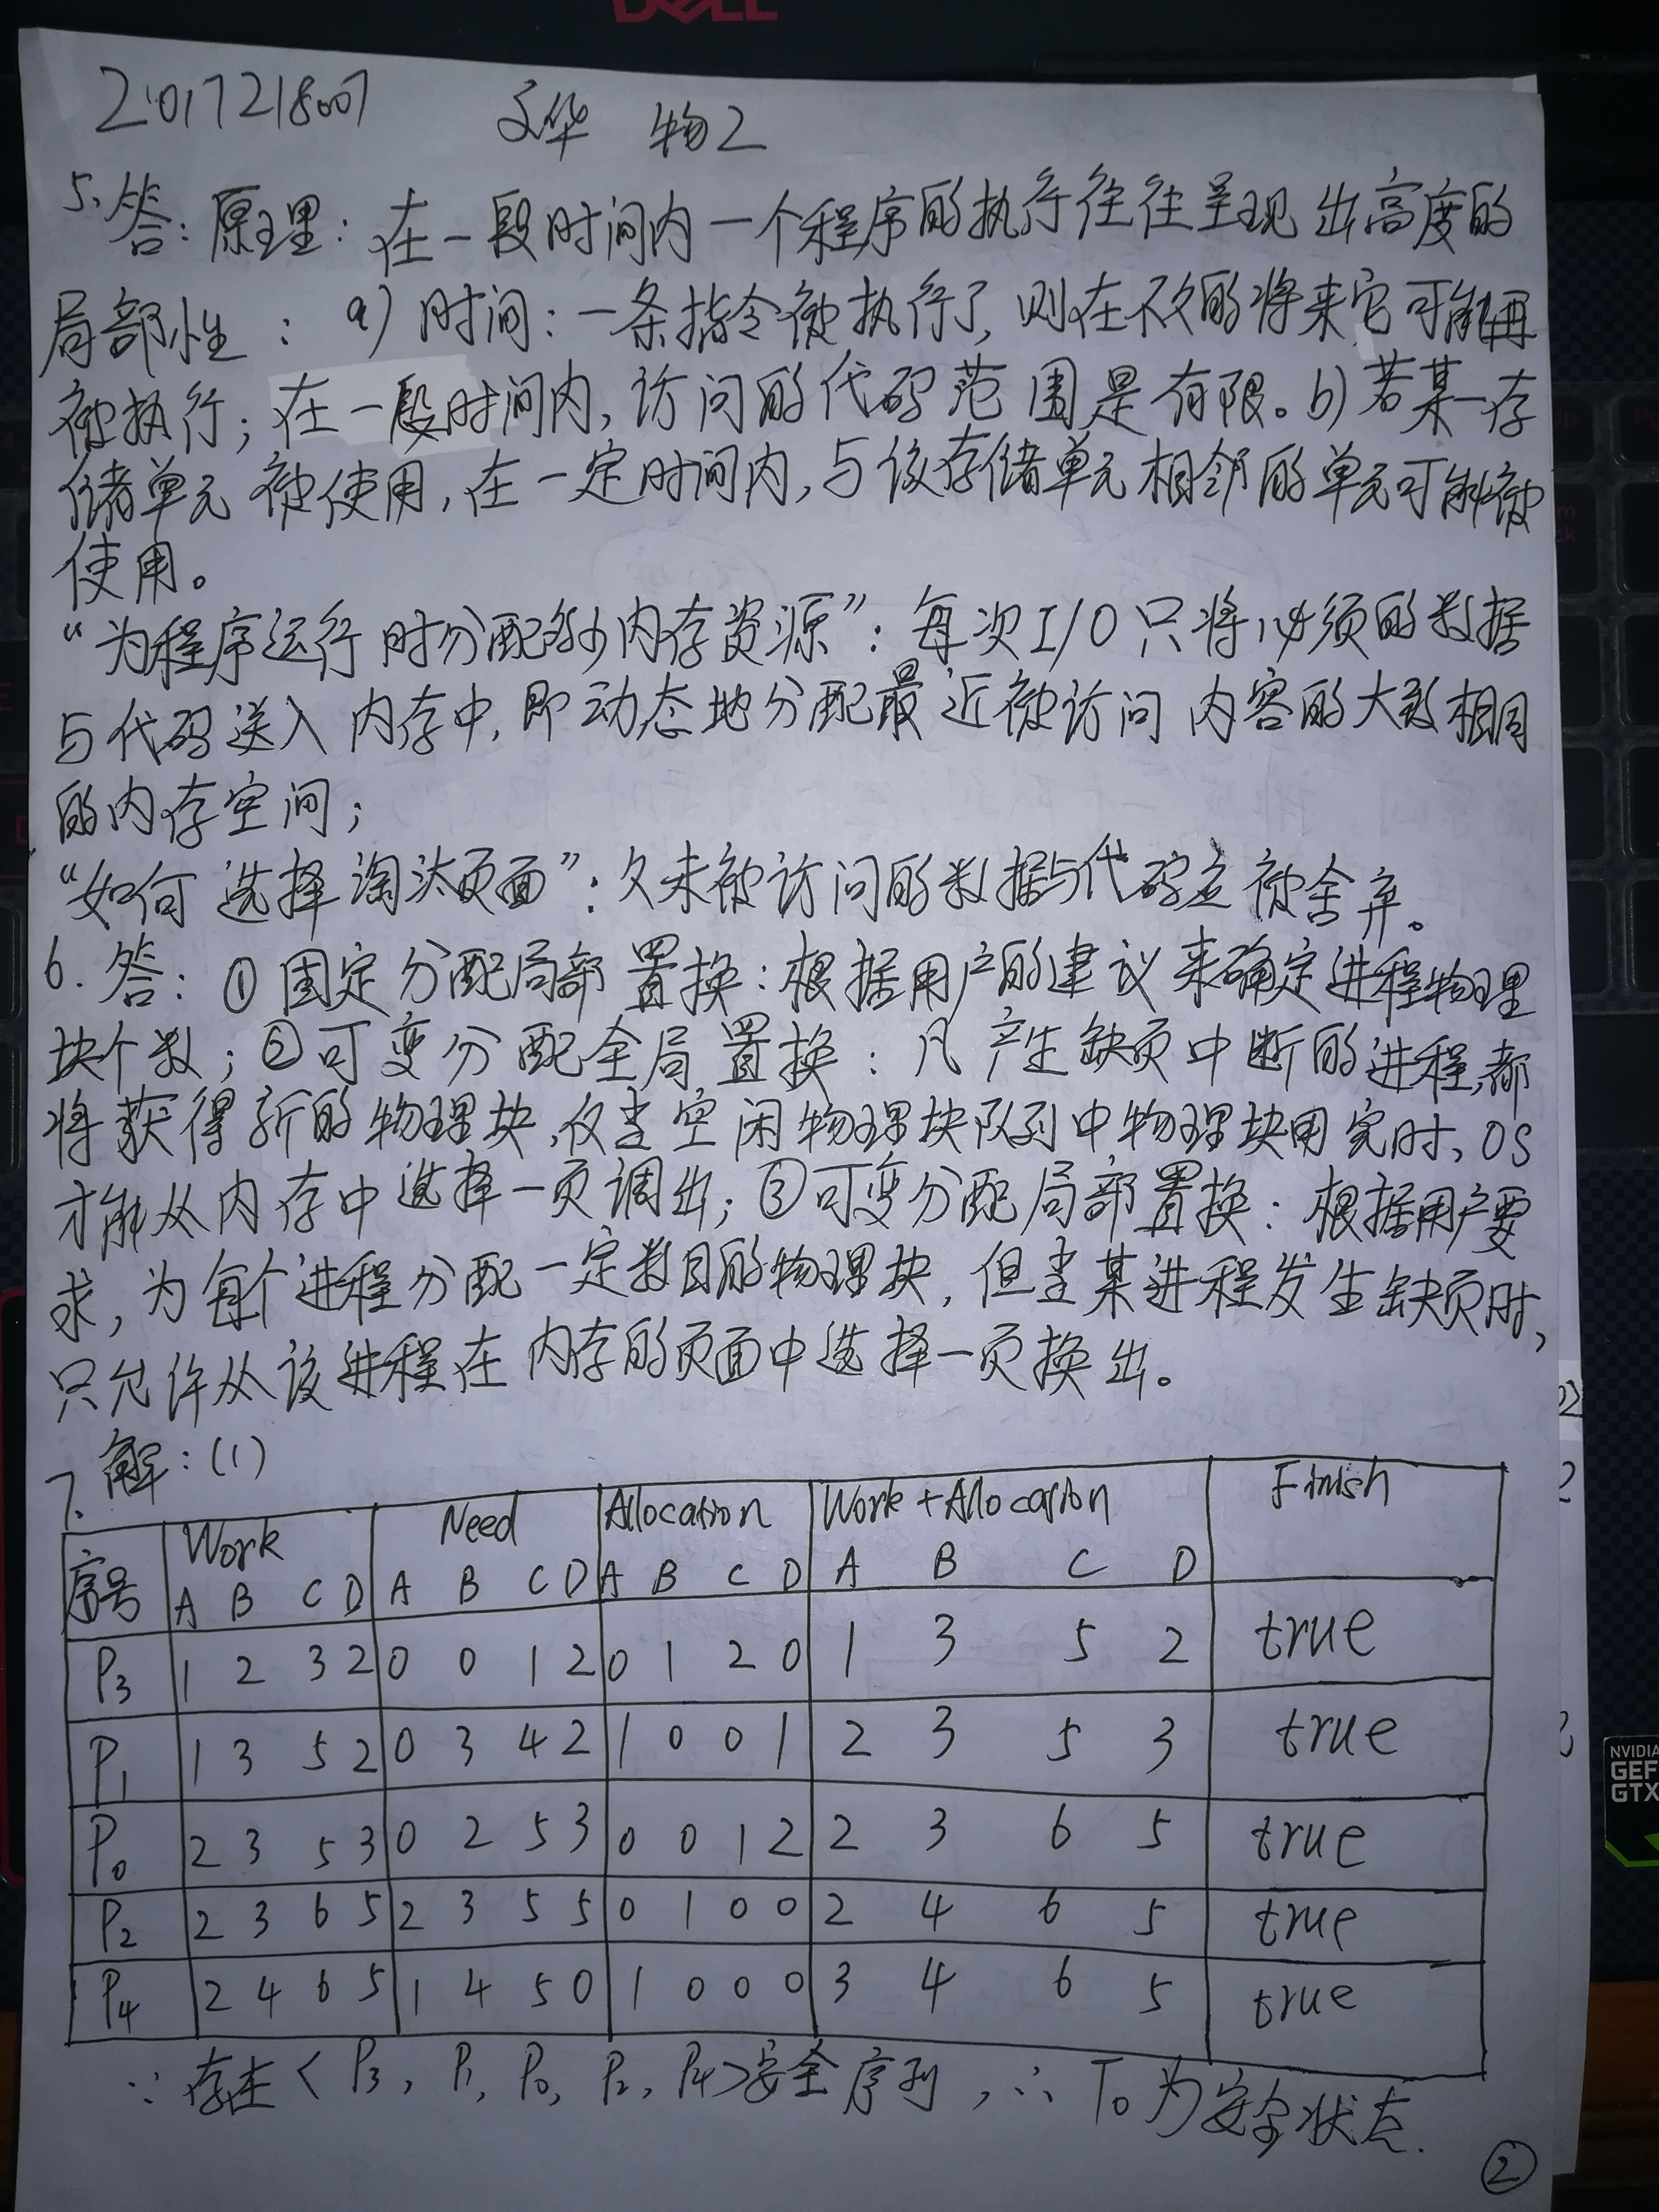 DELL
2017218007 文华 物2
5.答:原理:在一段时间内一个程序的执行往往呈现出高度的
局部性:a)时间:一条指令被执行了,则在不久的将来它可能再
被执行;在一段时间内,访问的代码范围是有限。b)若某一存
储单元被使用,在一定时间内,与该存储单元相邻的单元可能被
使用。
“为程序运行时分配多少内存资源”:每次I/O只将必须的数据
与代码送入内存中,即动态地分配最近被访问内容的大致相同
的内存空间;
“如何选择淘汰页面”:久未被访问的数据与代码应被舍弃。
6.答:①固定分配局部置换:根据用户的建议来确定进程物理
块个数;②可变分配全局置换:凡产生缺页中断的进程,都
将获得新的物理块,仅当空闲物理块队列中物理块用完时,OS
才能从内存中选择一页调出;③可变分配局部置换:根据用户要
求,为每个进程分配一定数目的物理块,但当某进程发生缺页时,
只允许从该进程在内存的页面中选择一页换出。
7.解:(1)
序号 Work Need Allocation Work+Allocation Finish
A B C D A B C D A B C D A B C D
P3 1 2 3 2 0 0 1 2 0 1 2 0 1 3 5 2 true
P1 1 3 5 2 0 3 4 2 1 0 0 1 2 3 5 3 true
P0 2 3 5 3 0 2 5 3 0 0 1 2 2 3 6 5 true
P2 2 3 6 5 2 3 5 5 0 1 0 0 2 4 6 5 true
P4 2 4 6 5 1 4 5 0 1 0 0 0 3 4 6 5 true
∵存在<P3,P1,P0,P2,P4>安全序列,∴T0为安全状态.
②
NVIDIA
GEF
GTX